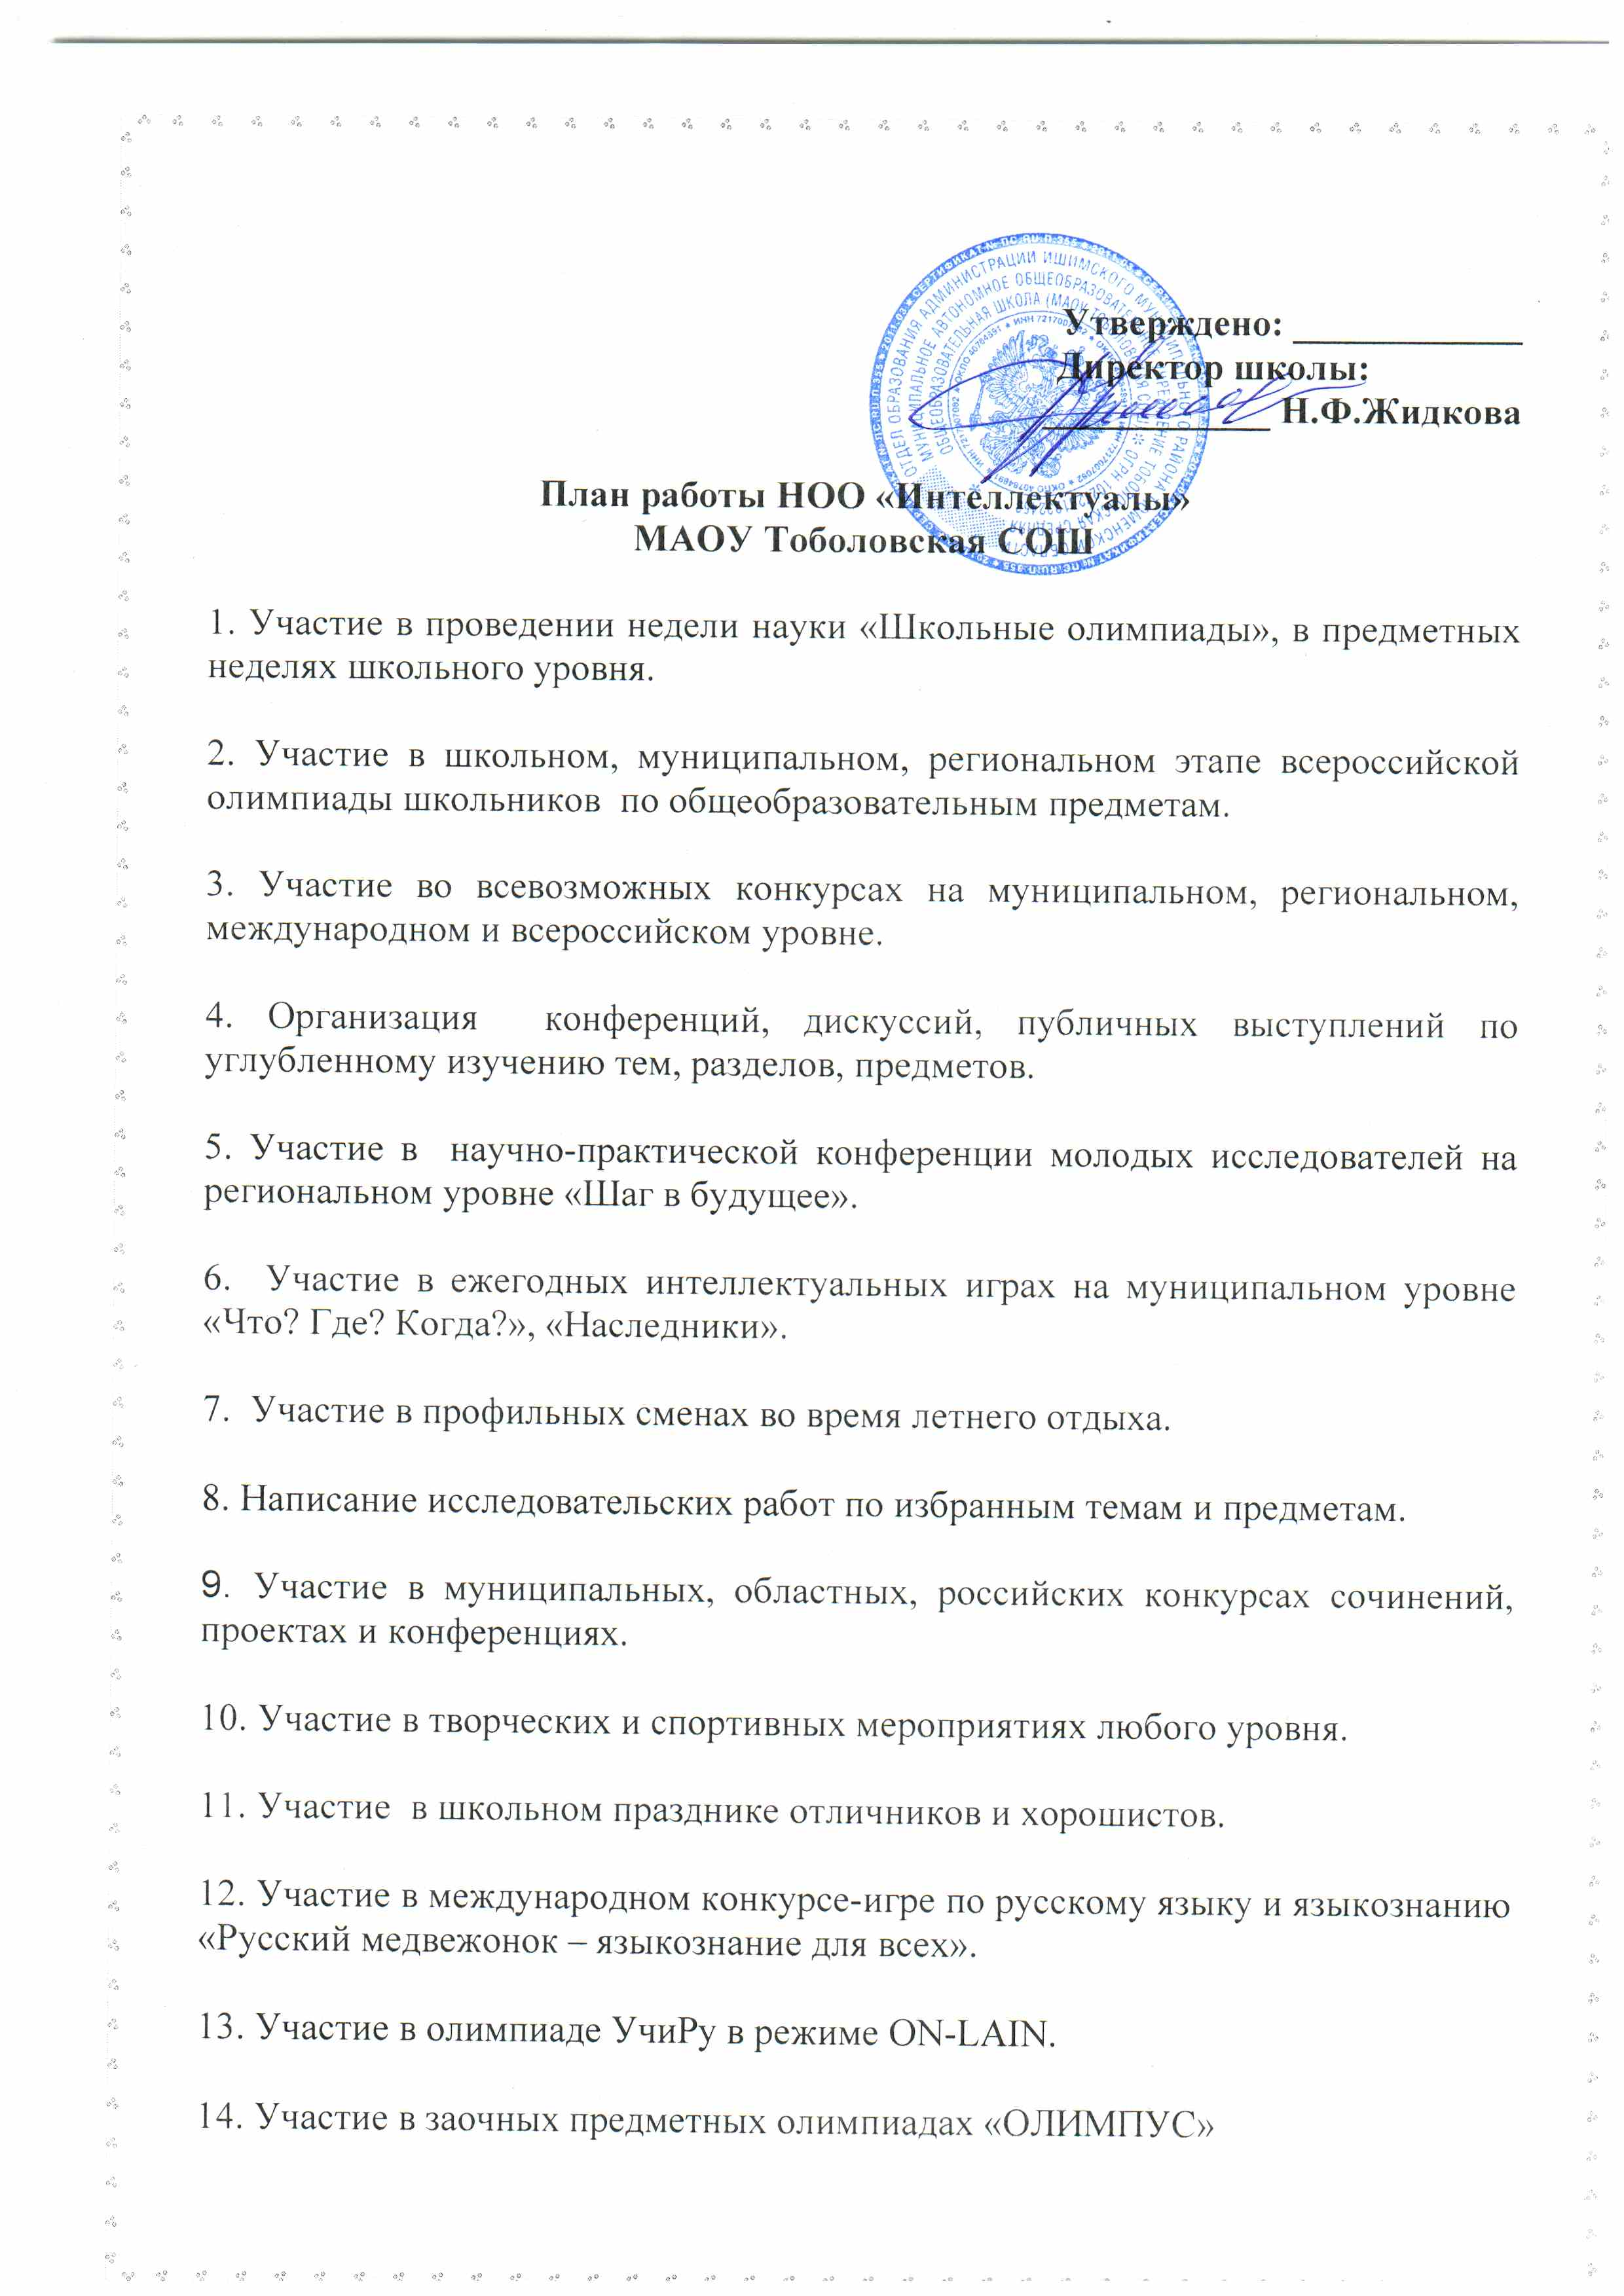 Утверждено: ____________
Директор школы:
____________ Н.Ф.Жидкова
План работы НОО «Интеллектуалы»
МАОУ Тоболовская СОШ
1. Участие в проведении недели науки «Школьные олимпиады», в предметных
неделях школьного уровня.
2. Участие в школьном, муниципальном, региональном этапе всероссийской
олимпиады школьников по общеобразовательным предметам.
3. Участие во всевозможных конкурсах на муниципальном, региональном,
международном и всероссийском уровне.
4. Организация конференций, дискуссий, публичных выступлений по
углубленному изучению тем, разделов, предметов.
5. Участие в научно-практической конференции молодых исследователей на
региональном уровне «Шаг в будущее».
6. Участие в ежегодных интеллектуальных играх на муниципальном уровне
«Что? Где? Когда?», «Наследники».
7. Участие в профильных сменах во время летнего отдыха.
8. Написание исследовательских работ по избранным темам и предметам.
9. Участие в муниципальных, областных, российских конкурсах сочинений,
проектах и конференциях.
10. Участие в творческих и спортивных мероприятиях любого уровня.
11. Участие в школьном празднике отличников и хорошистов.
12. Участие в международном конкурсе-игре по русскому языку и языкознанию
«Русский медвежонок – языкознание для всех».
13. Участие в олимпиаде УчиРу в режиме ON-LAIN.
14. Участие в заочных предметных олимпиадах «ОЛИМПУС»